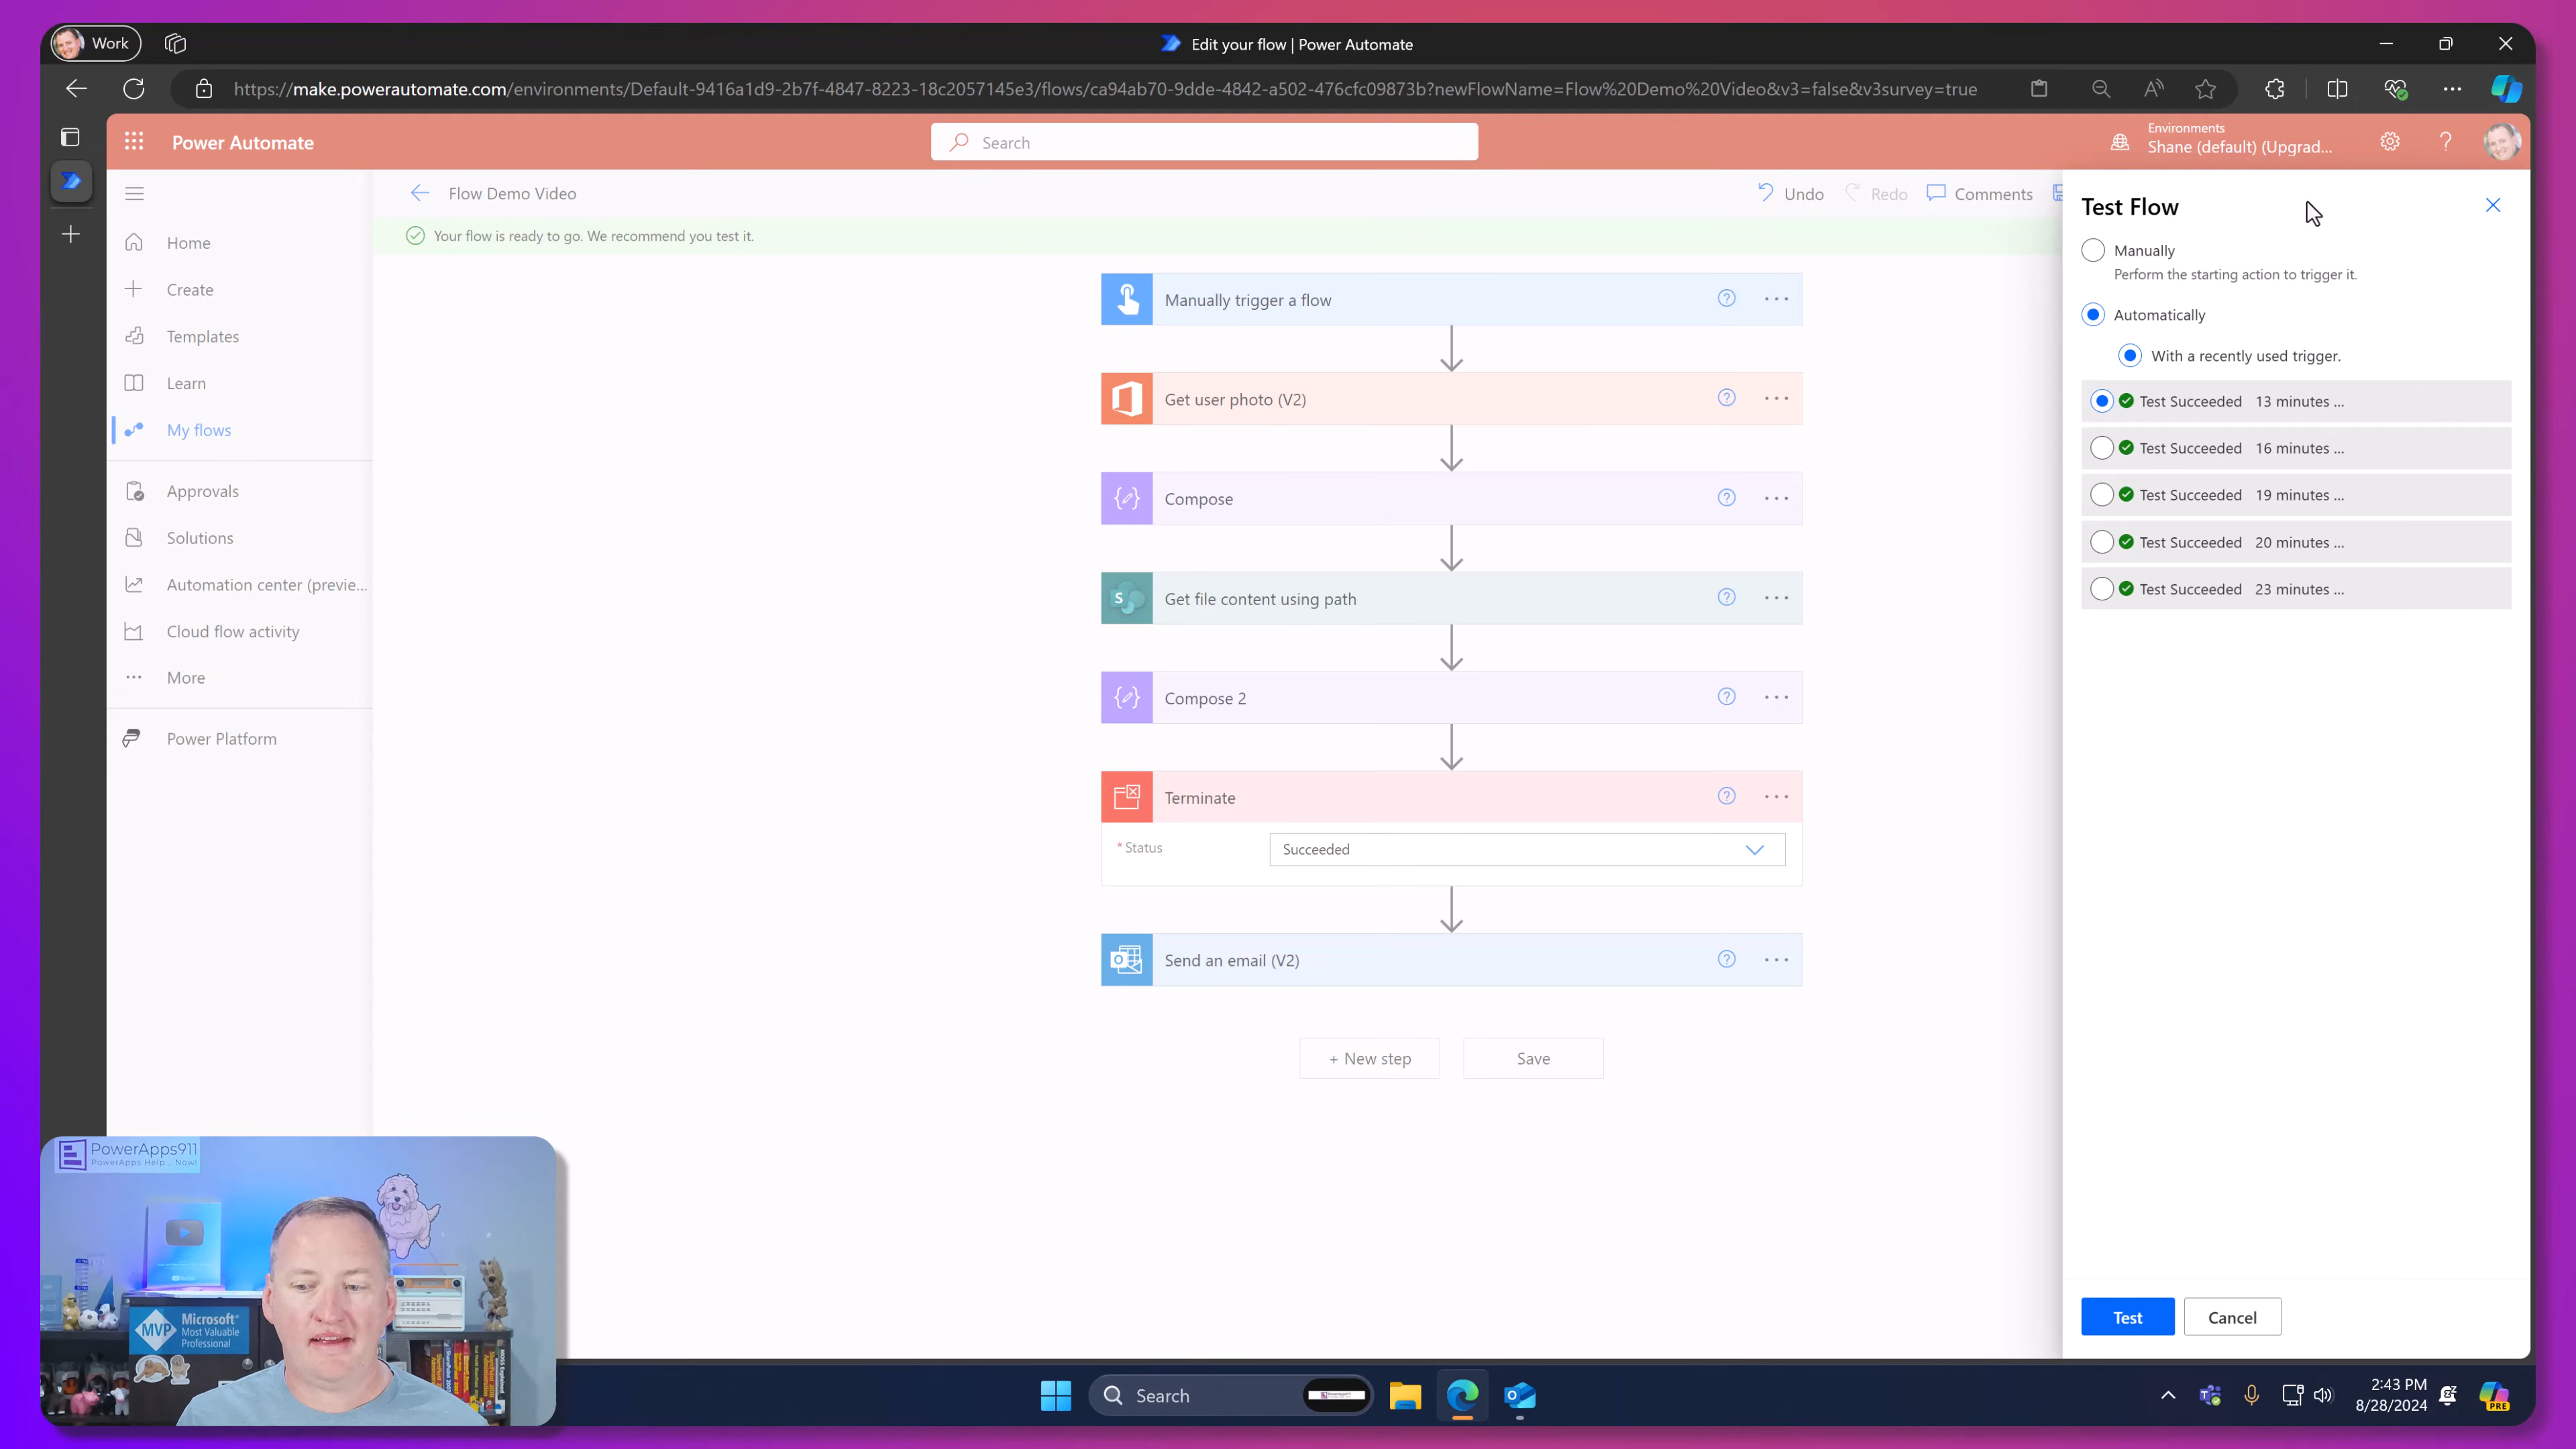 Work
Edit your flow | Power Automate
https://make.powerautomate.com/environments/Default-9416a1d9-2b7f-4847-8223-18c2057145e3/flows/ca94ab70-9dde-4842-a502-476cfc09873b?newFlowName=Flow%20Demo%20Video&v3=false&v3survey=true
Power Automate
Search
Environments
Shane (default) (Upgrad...
Flow Demo Video
Undo
Redo
Comments
Your flow is ready to go. We recommend you test it.
Home
Create
Templates
Learn
My flows
Approvals
Solutions
Automation center (previe...
Cloud flow activity
More
Power Platform
Manually trigger a flow
Get user photo (V2)
Compose
Get file content using path
Compose 2
Terminate
* Status
Succeeded
Send an email (V2)
+ New step
Save
Test Flow
Manually
Perform the starting action to trigger it.
Automatically
With a recently used trigger.
Test Succeeded 13 minutes ...
Test Succeeded 16 minutes ...
Test Succeeded 19 minutes ...
Test Succeeded 20 minutes ...
Test Succeeded 23 minutes ...
Test
Cancel
PowerApps911
PowerApps Help... Now!
MVP
Microsoft
Most Valuable
Professional
Search
2:43 PM
8/28/2024
PRE